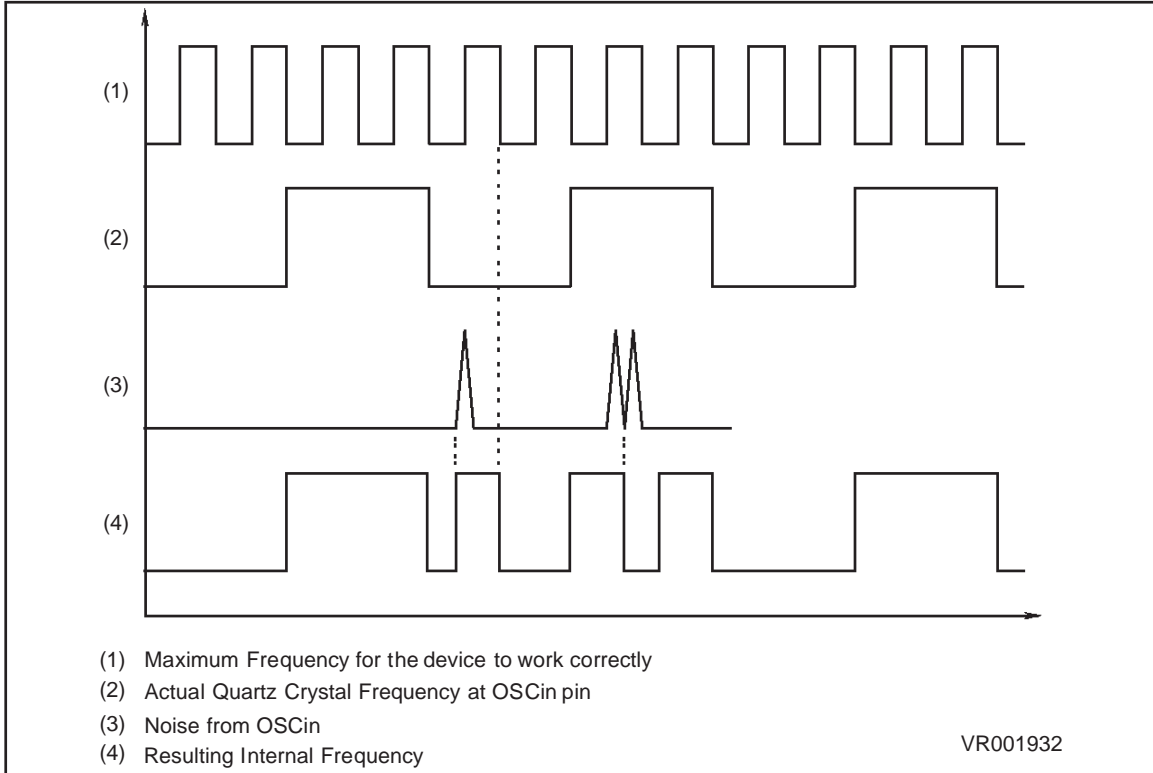 (1)
(2)
(3)
(4)
(1) Maximum Frequency for the device to work correctly
(2) Actual Quartz Crystal Frequency at OSCin pin
(3) Noise from OSCin
(4) Resulting Internal Frequency
VR001932